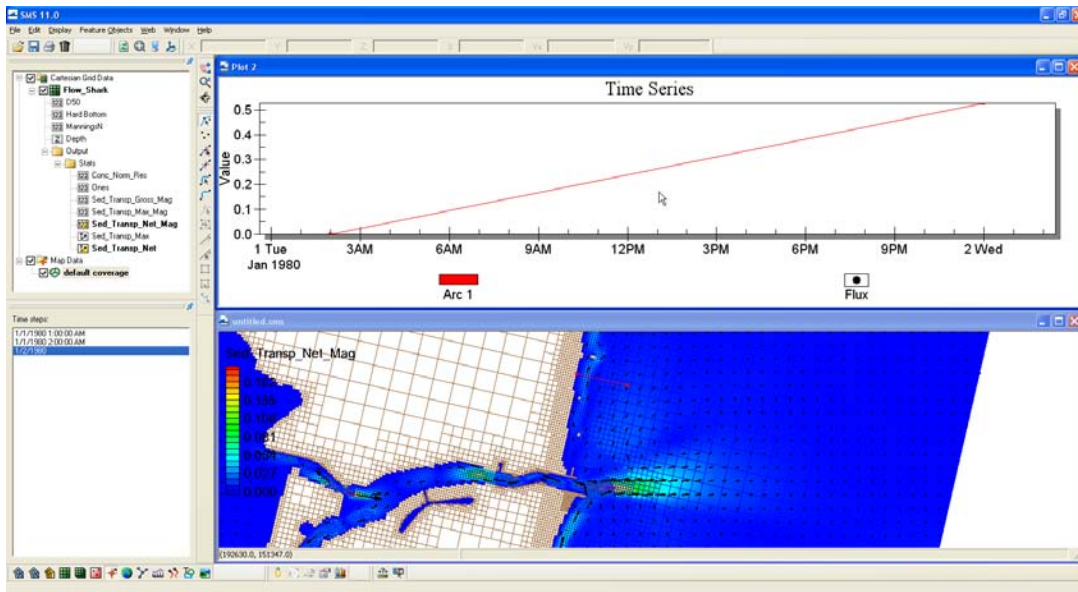 SMS 11.0
File Edit Display Feature Objects Web Window Help
X Y Z S Vx Vy
Cartesian Grid Data
Flow_Shark
D50
Hard Bottom
ManningsN
Depth
Output
Stats
Conc_Norm_Res
Ones
Sed_Transp_Gross_Mag
Sed_Transp_Max_Mag
Sed_Transp_Net_Mag
Sed_Transp_Max
Sed_Transp_Net
Map Data
default coverage
Time steps:
1/1/1980 1:00:00 AM
1/1/1980 2:00:00 AM
1/2/1980
Plot 2
Time Series
Value
0.5
0.4
0.3
0.2
0.1
0.0
1 Tue 3AM 6AM 9AM 12PM 3PM 6PM 9PM 2 Wed
Jan 1980
Arc 1 Flux
untitled.sms
Sed_Transp_Net_Mag
0.027
0.000
(192630.0, 151347.0)